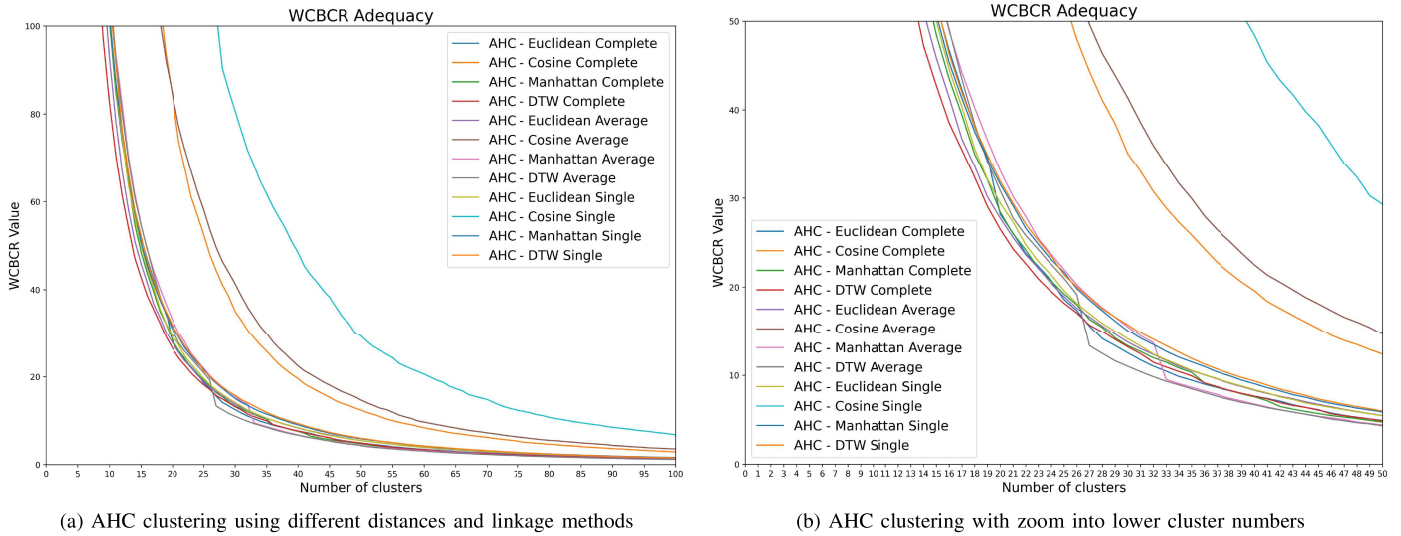 WCBCR Adequacy
100
80
60
40
20
0
WCBCR Value
AHC - Euclidean Complete
AHC - Cosine Complete
AHC - Manhattan Complete
AHC - DTW Complete
AHC - Euclidean Average
AHC - Cosine Average
AHC - Manhattan Average
AHC - DTW Average
AHC - Euclidean Single
AHC - Cosine Single
AHC - Manhattan Single
AHC - DTW Single
0 5 10 15 20 25 30 35 40 45 50 55 60 65 70 75 80 85 90 95 100
Number of clusters
(a) AHC clustering using different distances and linkage methods
WCBCR Adequacy
50
40
30
20
10
0
WCBCR Value
AHC - Euclidean Complete
AHC - Cosine Complete
AHC - Manhattan Complete
AHC - DTW Complete
AHC - Euclidean Average
AHC - Cosine Average
AHC - Manhattan Average
AHC - DTW Average
AHC - Euclidean Single
AHC - Cosine Single
AHC - Manhattan Single
AHC - DTW Single
0 1 2 3 4 5 6 7 8 9 10 11 12 13 14 15 16 17 18 19 20 21 22 23 24 25 26 27 28 29 30 31 32 33 34 35 36 37 38 39 40 41 42 43 44 45 46 47 48 49 50
Number of clusters
(b) AHC clustering with zoom into lower cluster numbers